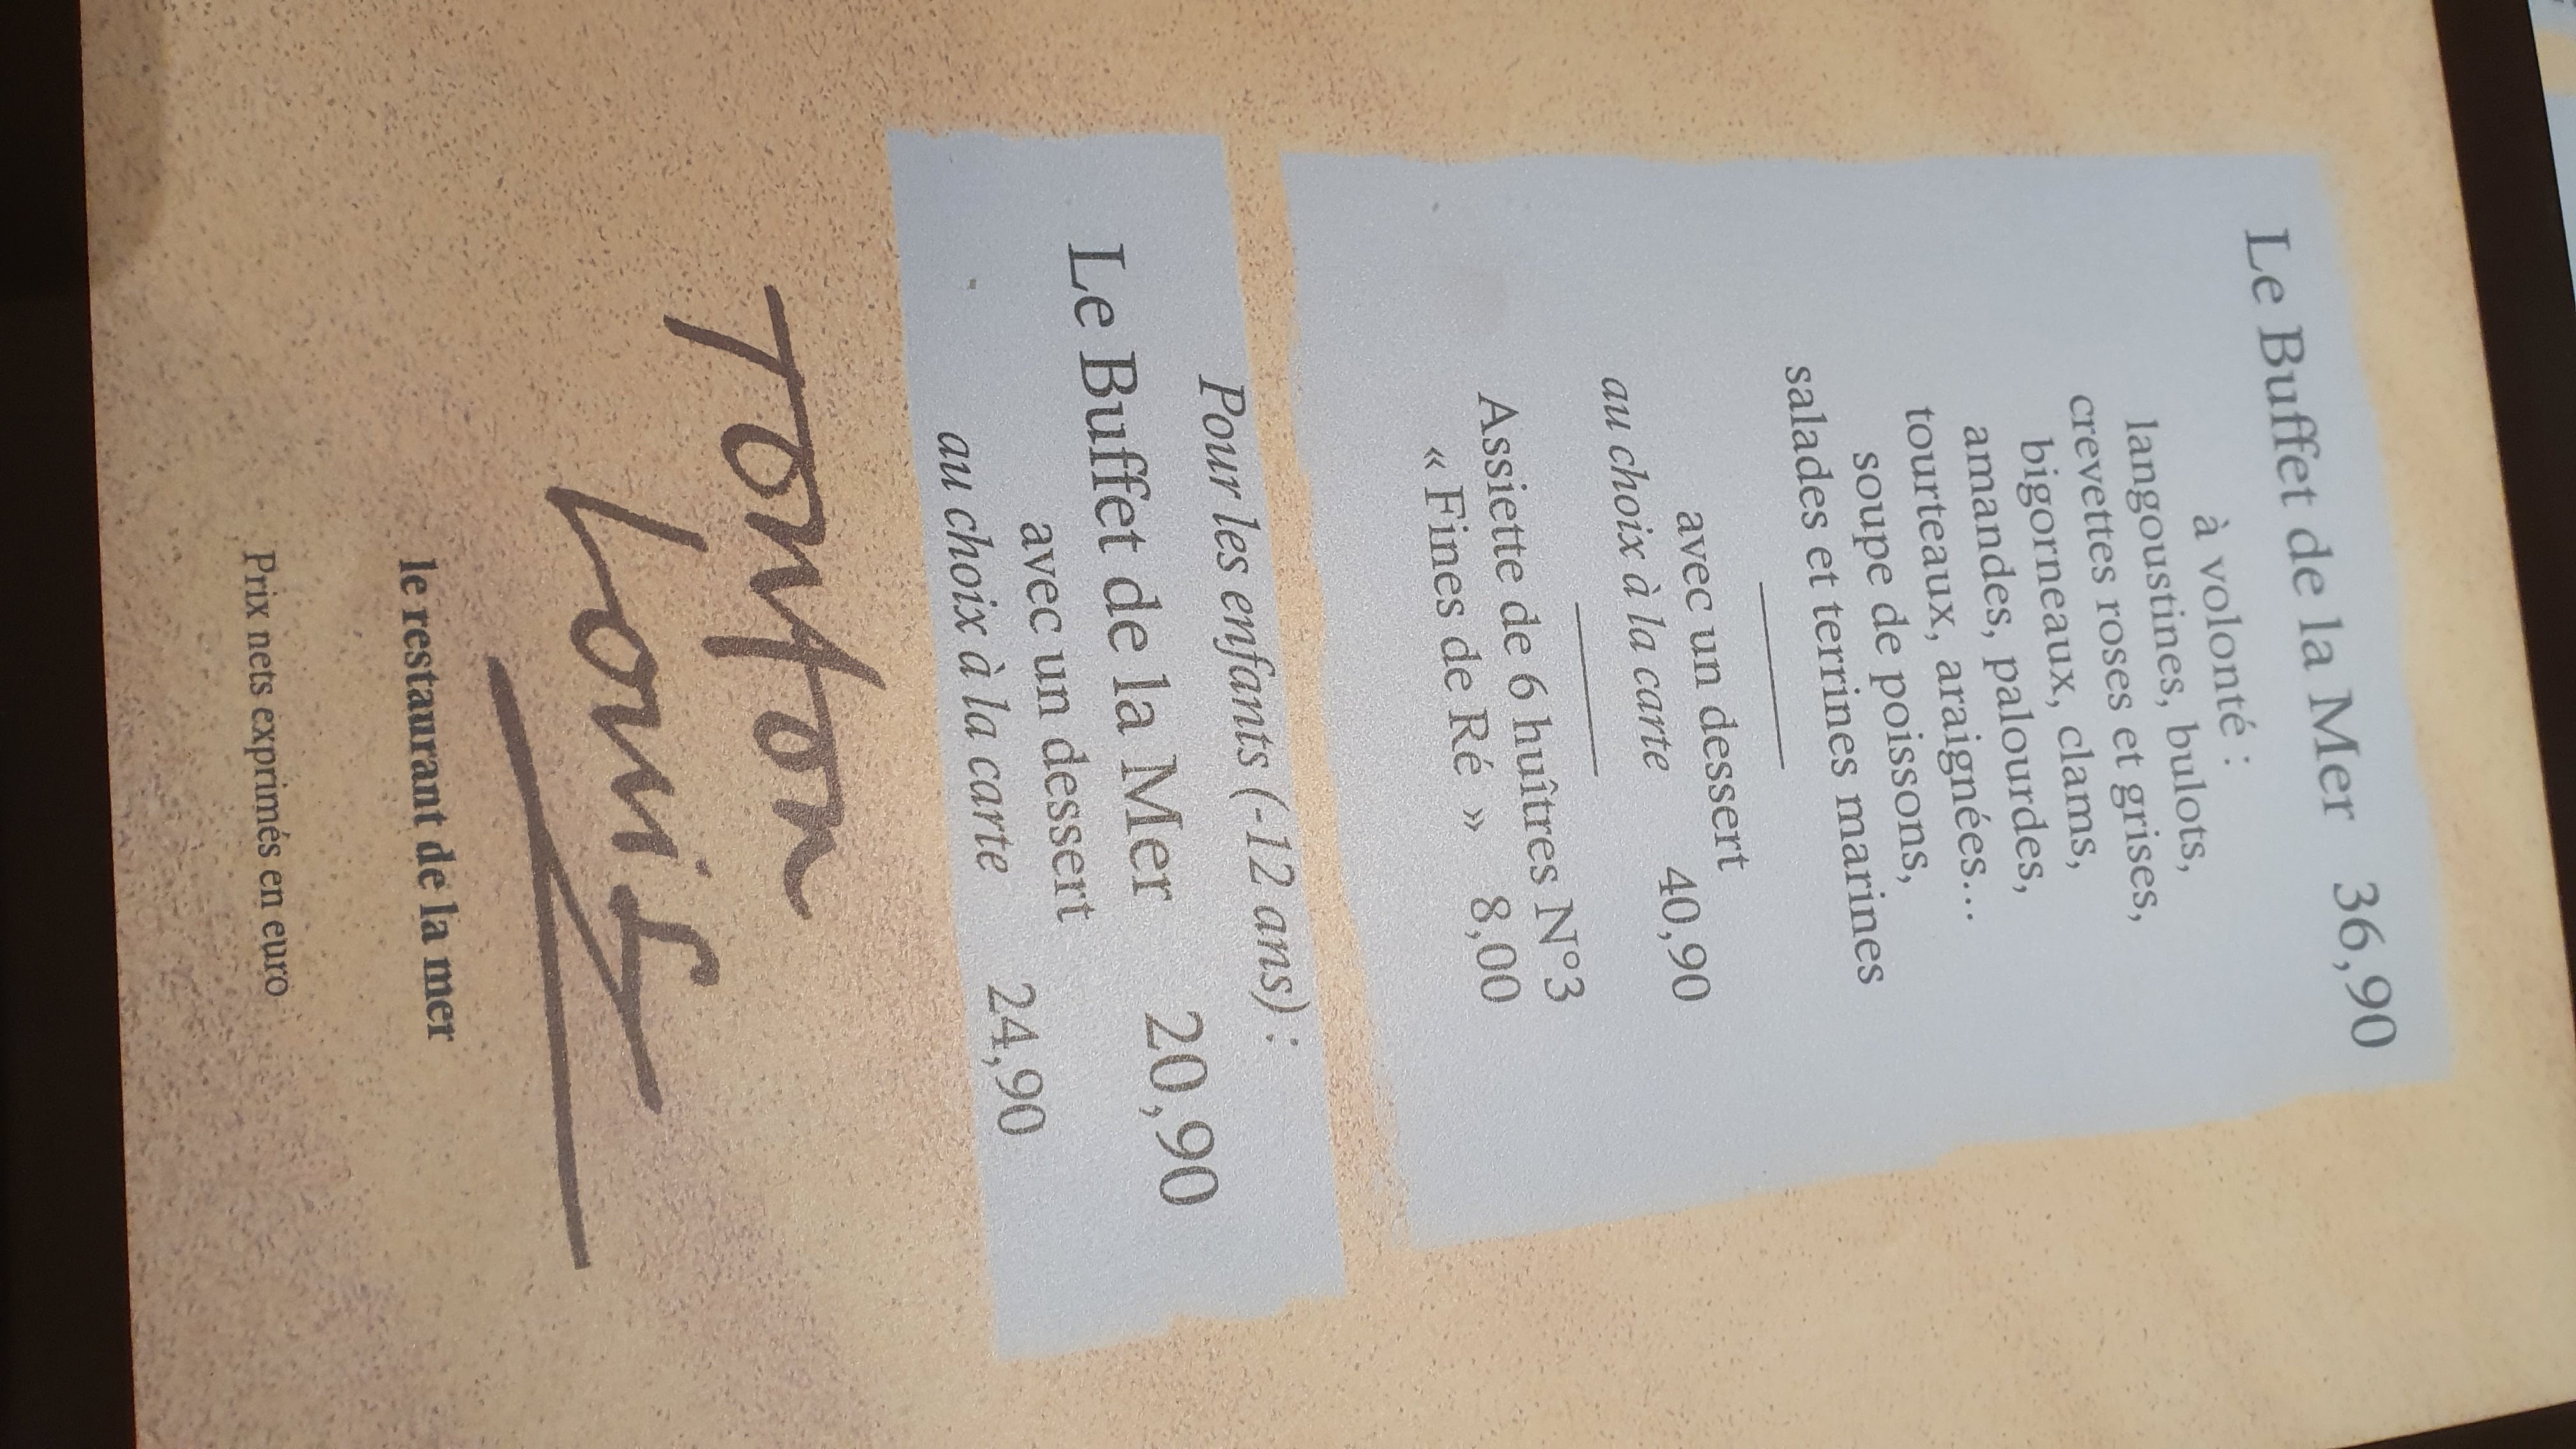 Le Buffet de la Mer 36,90
à volonté :
langoustines, bulots,
crevettes roses et grises,
bigorneaux, clams,
amandes, palourdes,
tourteaux, araignées...
soupe de poissons,
salades et terrines marines
avec un dessert
au choix à la carte 40,90
Assiette de 6 huîtres N°3
« Fines de Ré » 8,00
Pour les enfants (-12 ans) :
Le Buffet de la Mer 20,90
avec un dessert
au choix à la carte 24,90
Tonton
Louis
le restaurant de la mer
Prix nets exprimés en euro